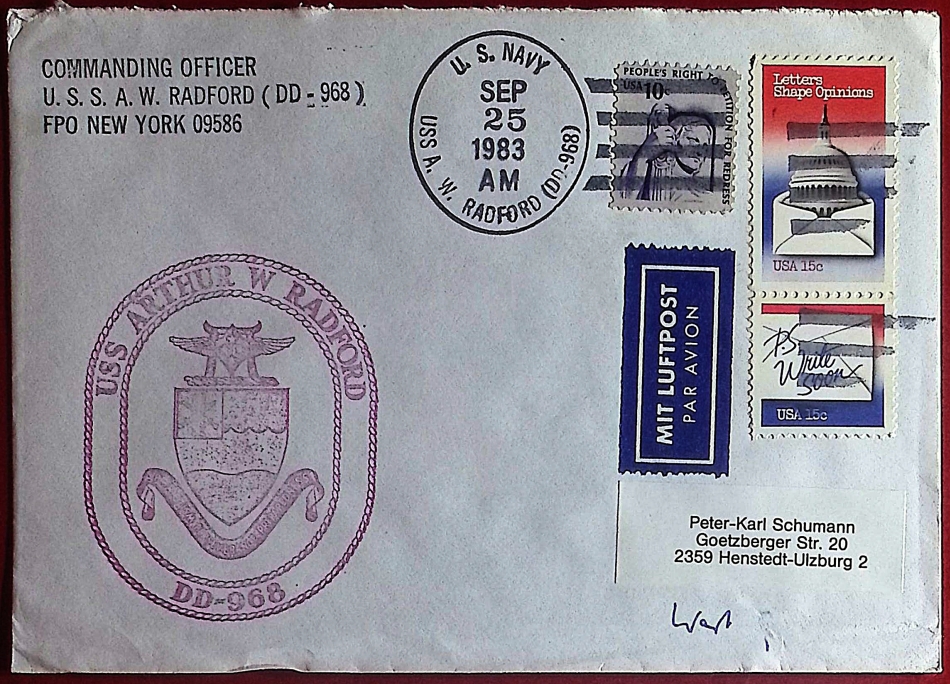 COMMANDING OFFICER
U. S. S. A. W. RADFORD (DD-968)
FPO NEW YORK 09586
U. S. NAVY
SEP
25
1983
AM
USS A. W. RADFORD (DD-968)
PEOPLE'S RIGHT TO PETITION FOR REDRESS
USA 10c
Letters
Shape Opinions
USA 15c
P.S.
Write
Soon
USA 15c
MIT LUFTPOST
PAR AVION
USS ARTHUR W RADFORD
DD-968
Peter-Karl Schumann
Goetzberger Str. 20
2359 Henstedt-Ulzburg 2